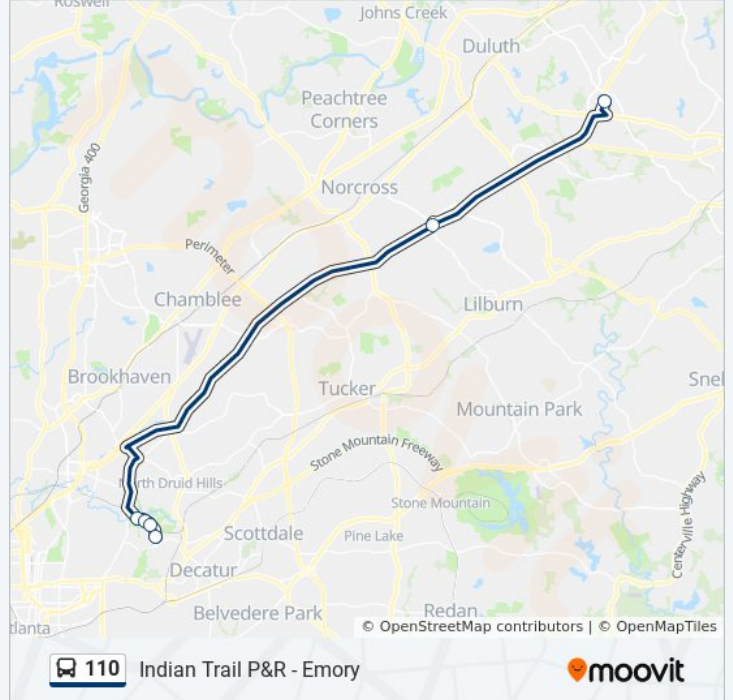 Roswell
Johns Creek
Duluth
Peachtree
Corners
Georgia 400
Norcross
Perimeter
Chamblee
Lilburn
Brookhaven
Tucker
Snel
Mountain Park
Stone Mountain Freeway
North Druid Hills
Stone Mountain
Centerville Highway
Scottdale
Pine Lake
Decatur
Belvedere Park
Redan
tlanta
© OpenStreetMap contributors | © OpenMapTiles
110 Indian Trail P&R - Emory
moovit